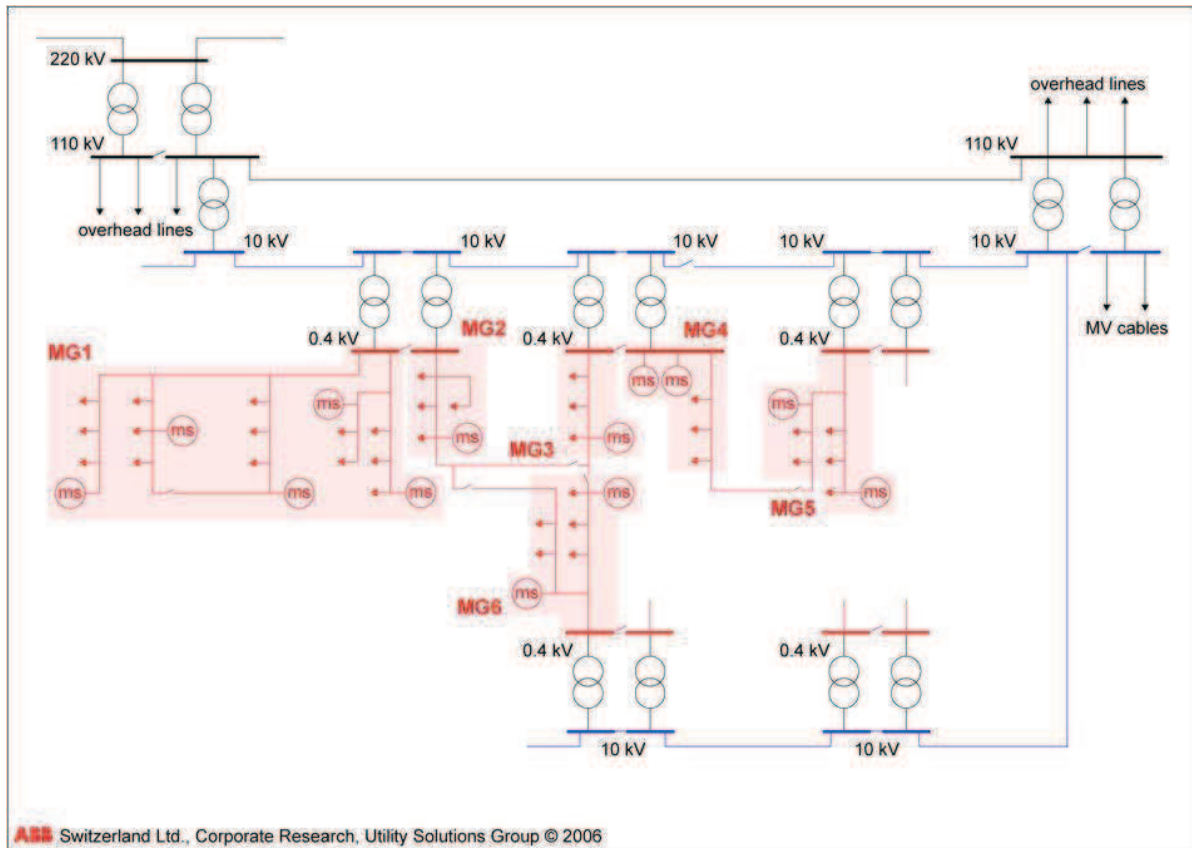 220 kV
overhead lines
110 kV
110 kV
overhead lines
10 kV
10 kV
10 kV
10 kV
10 kV
MV cables
MG2
MG4
0.4 kV
0.4 kV
0.4 kV
MG1
ms
ms
ms
ms
ms
ms
ms
ms
MG3
ms
ms
ms
ms
ms
MG5
ms
MG6
0.4 kV
0.4 kV
10 kV
10 kV
ABB Switzerland Ltd., Corporate Research, Utility Solutions Group © 2006